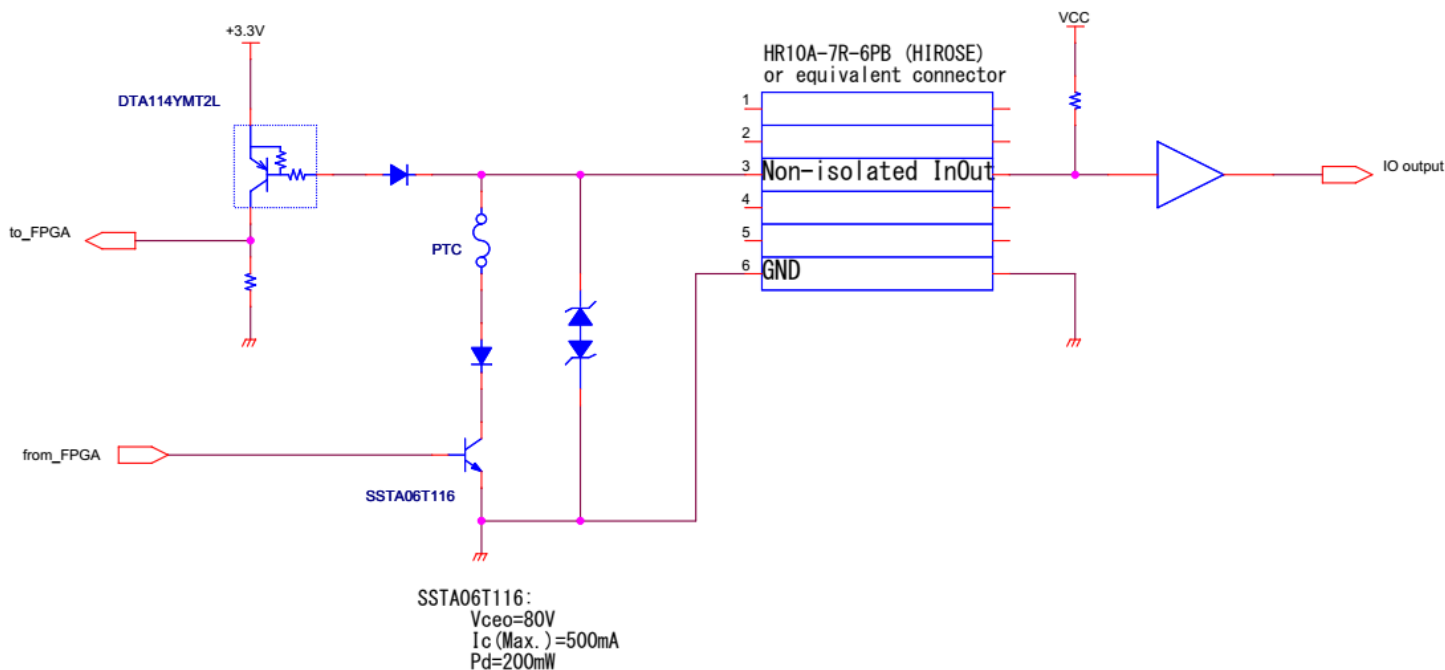 +3.3V
DTA114YMT2L
to_FPGA
PTC
from_FPGA
SSTA06T116
SSTA06T116:
Vceo=80V
Ic(Max.)=500mA
Pd=200mW
HR10A-7R-6PB (HIROSE)
or equivalent connector
1
2
3 Non-isolated InOut
4
5
6 GND
VCC
IO output